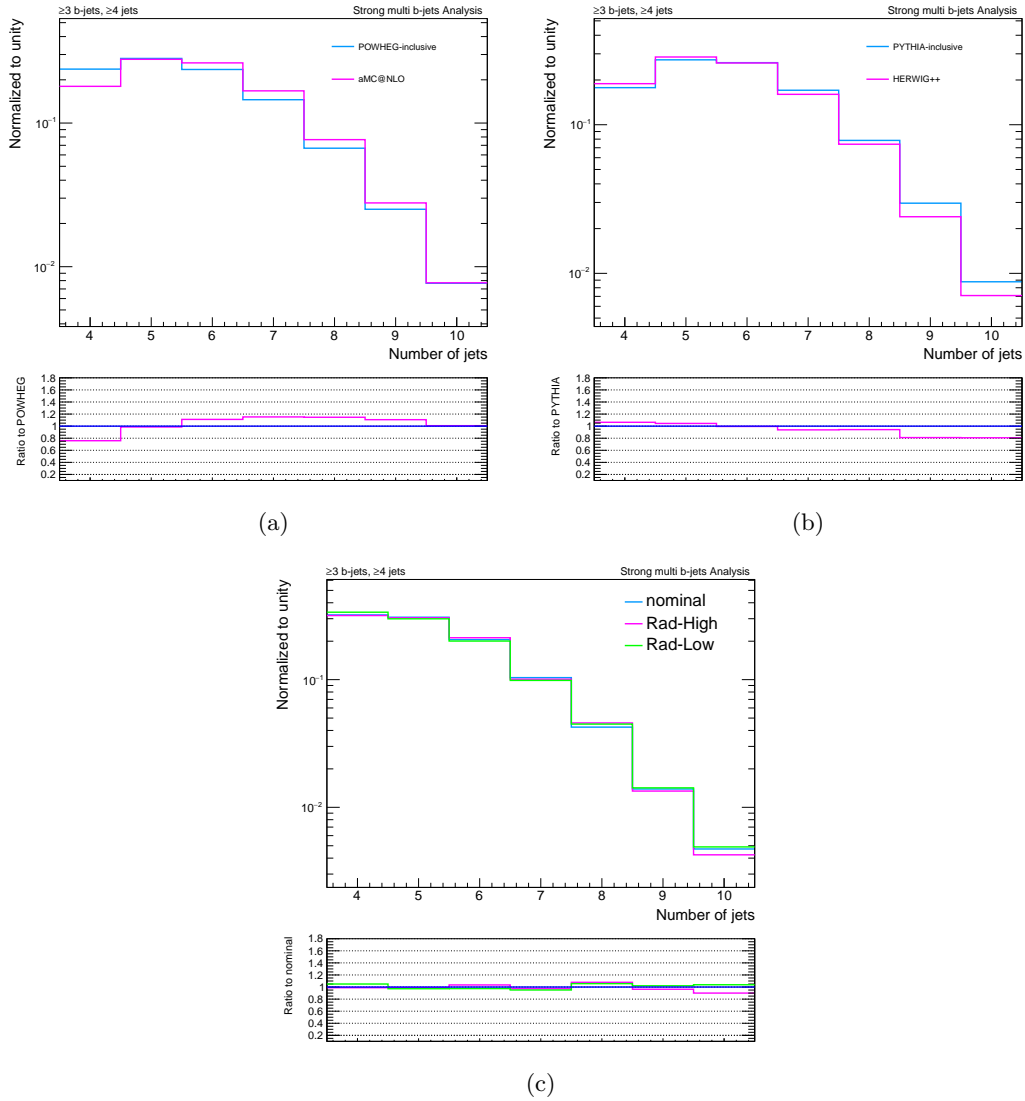 ≥3 b-jets, ≥4 jets Strong multi b-jets Analysis
Normalized to unity
POWHEG-inclusive
aMC@NLO
10⁻¹
10⁻²
4 5 6 7 8 9 10
Number of jets
Ratio to POWHEG
1.8
1.6
1.4
1.2
1
0.8
0.6
0.4
0.2
(a)
≥3 b-jets, ≥4 jets Strong multi b-jets Analysis
Normalized to unity
PYTHIA-inclusive
HERWIG++
10⁻¹
10⁻²
4 5 6 7 8 9 10
Number of jets
Ratio to PYTHIA
1.8
1.6
1.4
1.2
1
0.8
0.6
0.4
0.2
(b)
≥3 b-jets, ≥4 jets Strong multi b-jets Analysis
Normalized to unity
nominal
Rad-High
Rad-Low
10⁻¹
10⁻²
4 5 6 7 8 9 10
Number of jets
Ratio to nominal
1.8
1.6
1.4
1.2
1
0.8
0.6
0.4
0.2
(c)